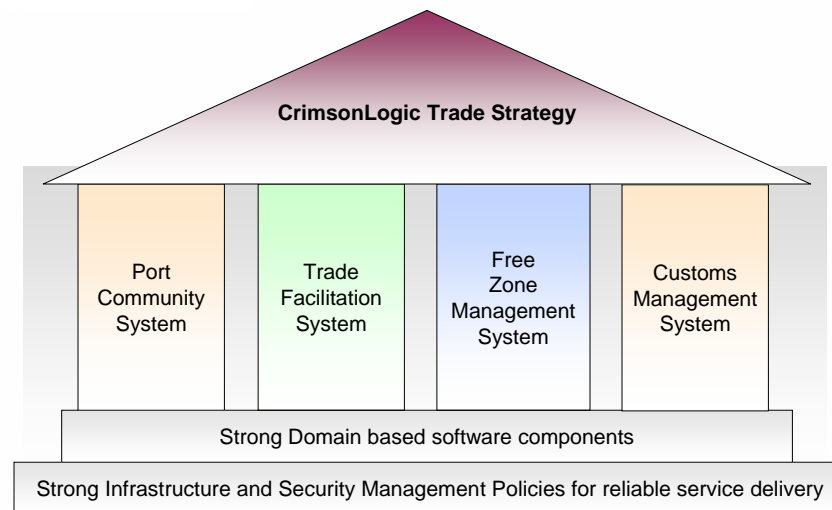 CrimsonLogic Trade Strategy
Port
Community
System
Trade
Facilitation
System
Free
Zone
Management
System
Customs
Management
System
Strong Domain based software components
Strong Infrastructure and Security Management Policies for reliable service delivery